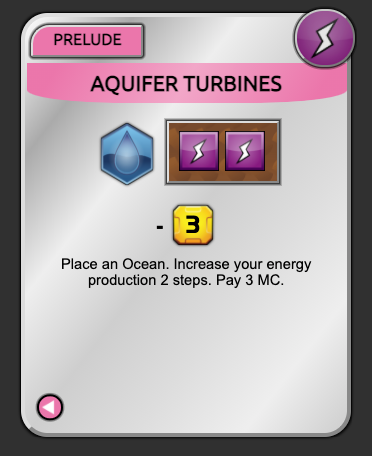 PRELUDE
AQUIFER TURBINES
- 3
Place an Ocean. Increase your energy
production 2 steps. Pay 3 MC.